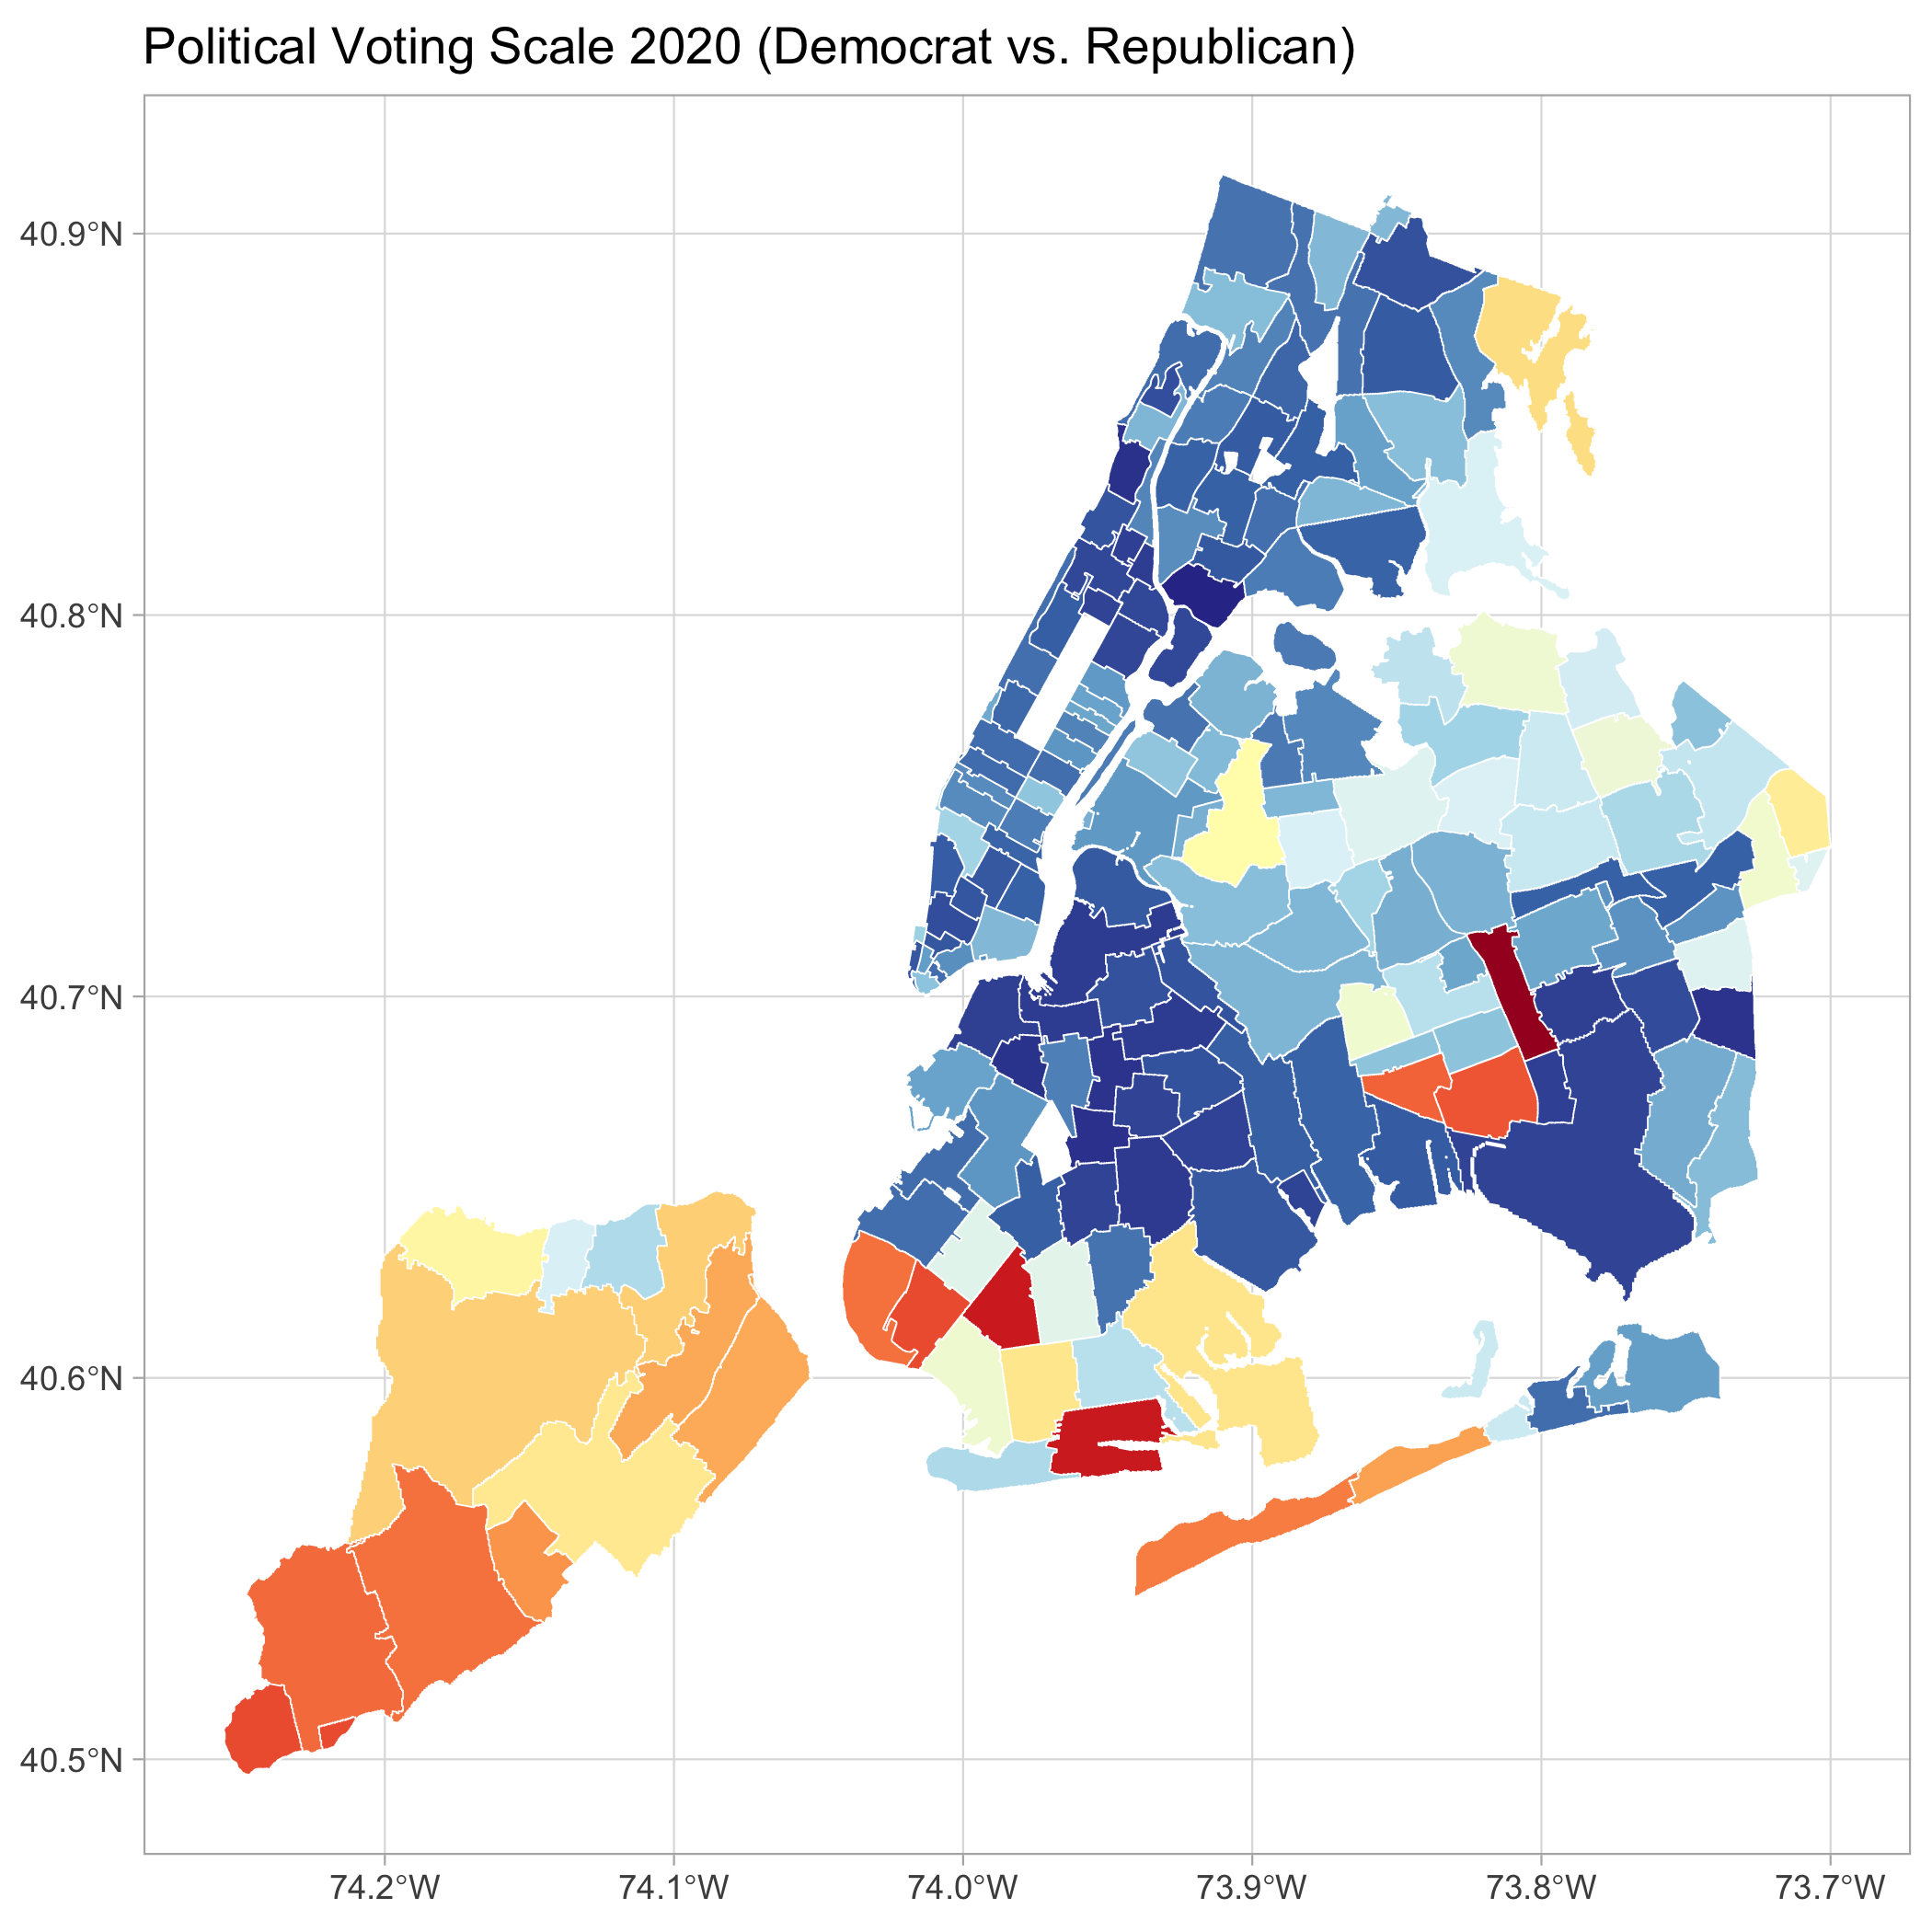 Political Voting Scale 2020 (Democrat vs. Republican)
40.9°N
40.8°N
40.7°N
40.6°N
40.5°N
74.2°W 74.1°W 74.0°W 73.9°W 73.8°W 73.7°W